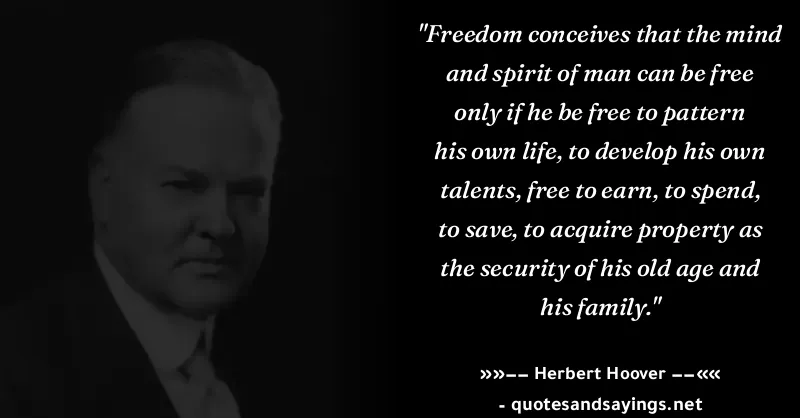 "Freedom conceives that the mind
and spirit of man can be free
only if he be free to pattern
his own life, to develop his own
talents, free to earn, to spend,
to save, to acquire property as
the security of his old age and
his family."
»»-- Herbert Hoover --««
- quotesandsayings.net